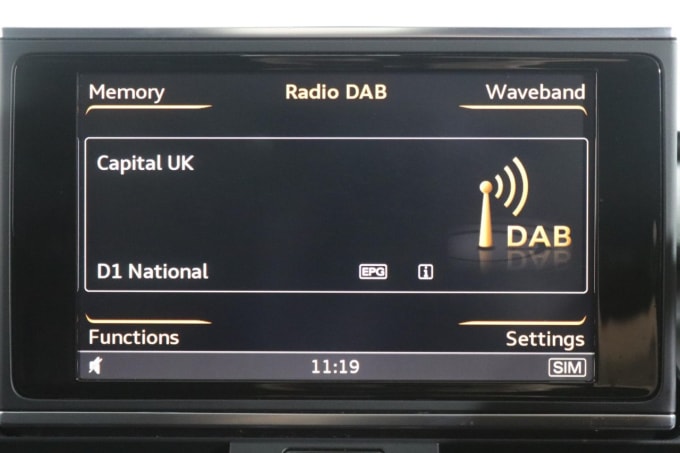 Memory Radio DAB Waveband
Capital UK
DAB
D1 National EPG i
Functions Settings
11:19 SIM